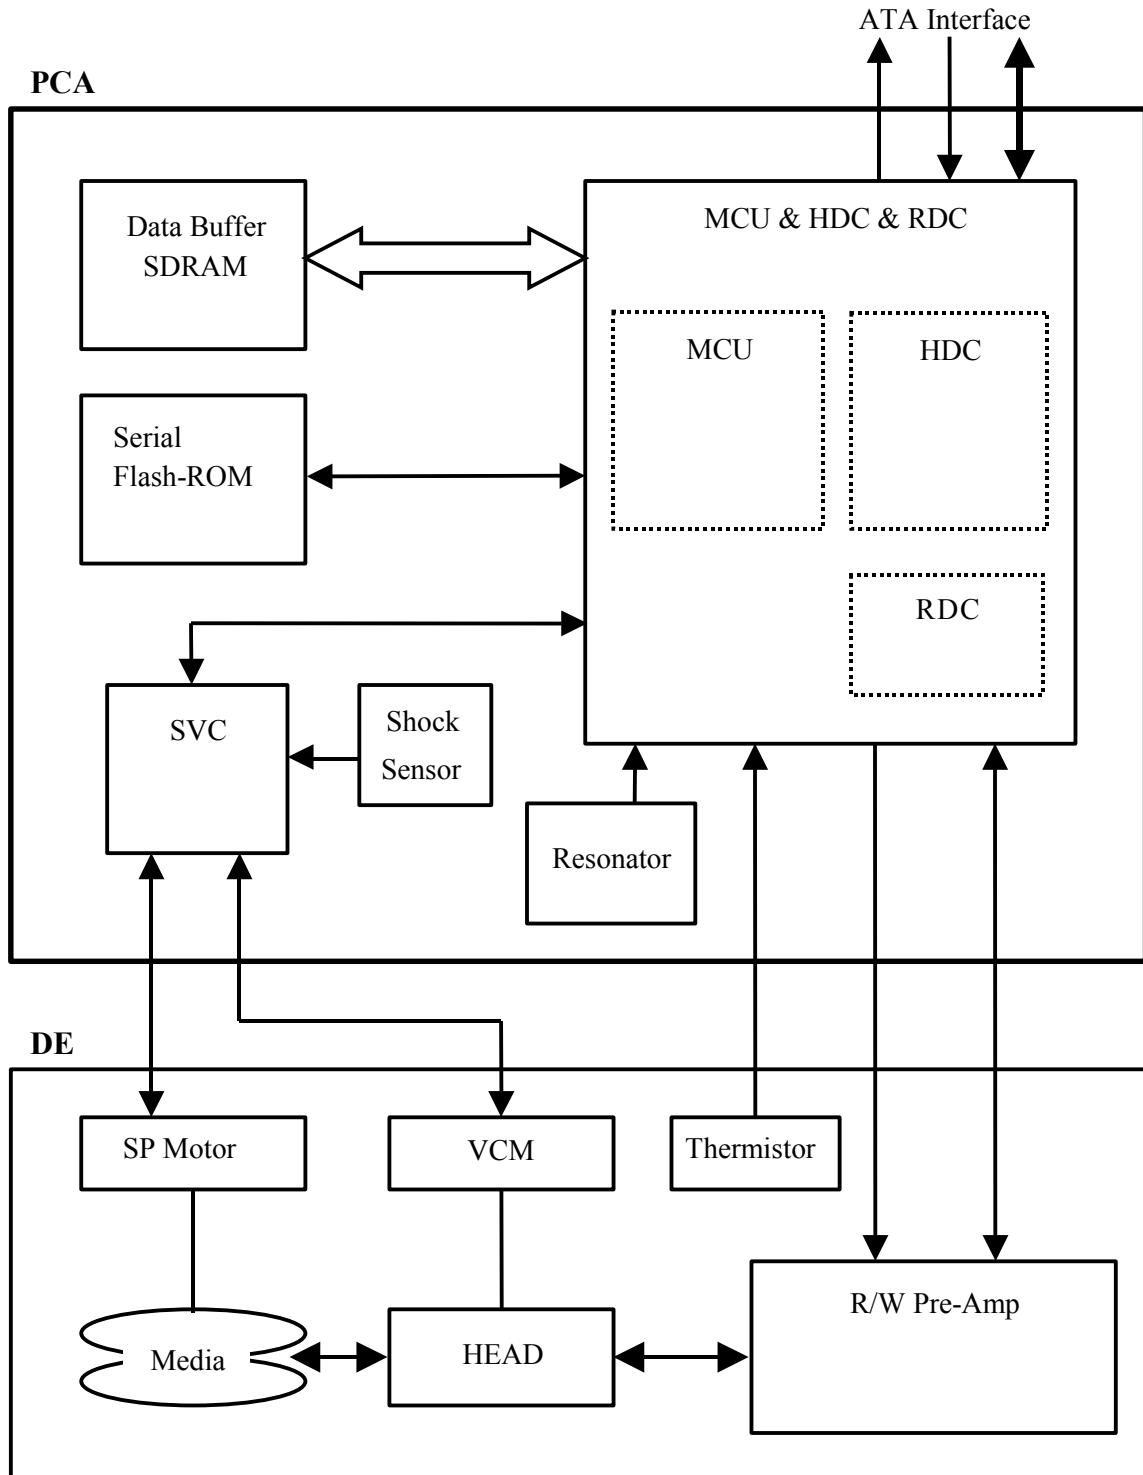 ATA Interface
PCA
Data Buffer
SDRAM
MCU & HDC & RDC
MCU
HDC
Serial
Flash-ROM
RDC
SVC
Shock
Sensor
Resonator
DE
SP Motor
VCM
Thermistor
Media
HEAD
R/W Pre-Amp